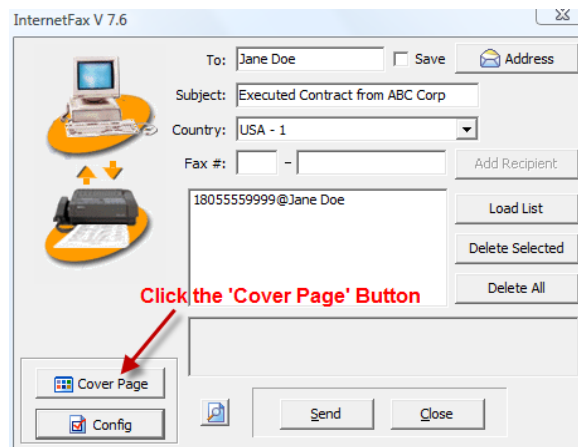 InternetFax V 7.6
To: Jane Doe Save Address
Subject: Executed Contract from ABC Corp
Country: USA - 1
Fax #: - Add Recipient
18055559999@Jane Doe
Load List
Delete Selected
Delete All
Click the 'Cover Page' Button
Cover Page
Config
Send Close